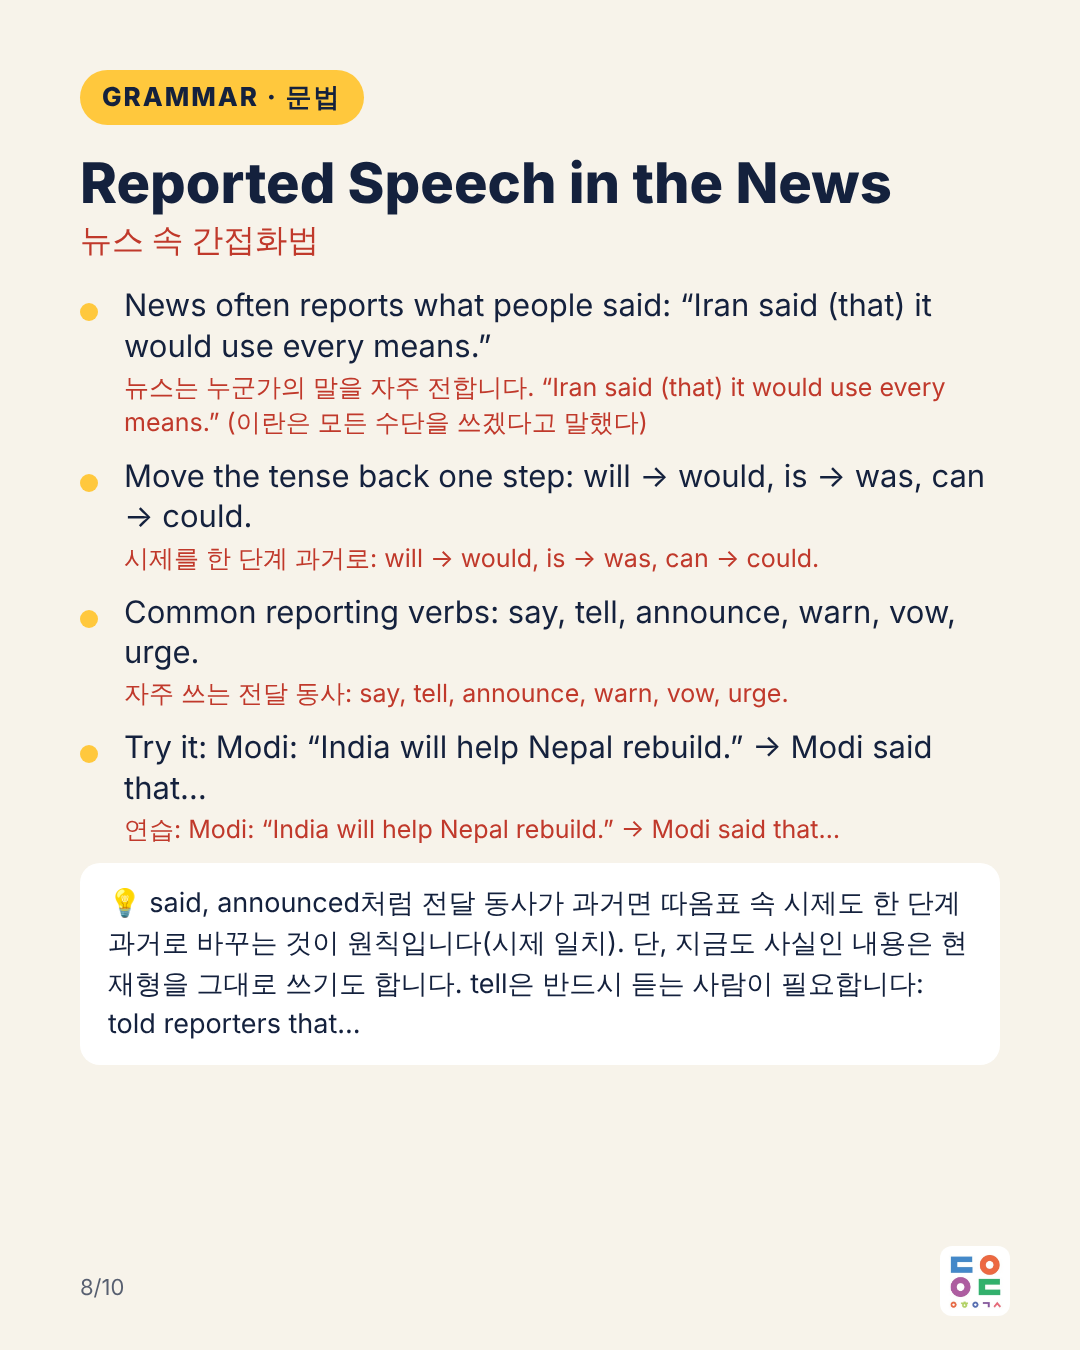 GRAMMAR · 문법
Reported Speech in the News
뉴스 속 간접화법
News often reports what people said: “Iran said (that) it
would use every means.”
뉴스는 누군가의 말을 자주 전합니다. “Iran said (that) it would use every
means.” (이란은 모든 수단을 쓰겠다고 말했다)
Move the tense back one step: will → would, is → was, can
→ could.
시제를 한 단계 과거로: will → would, is → was, can → could.
Common reporting verbs: say, tell, announce, warn, vow,
urge.
자주 쓰는 전달 동사: say, tell, announce, warn, vow, urge.
Try it: Modi: “India will help Nepal rebuild.” → Modi said
that…
연습: Modi: “India will help Nepal rebuild.” → Modi said that…
💡 said, announced처럼 전달 동사가 과거면 따옴표 속 시제도 한 단계
과거로 바꾸는 것이 원칙입니다(시제 일치). 단, 지금도 사실인 내용은 현
재형을 그대로 쓰기도 합니다. tell은 반드시 듣는 사람이 필요합니다:
told reporters that…
8/10